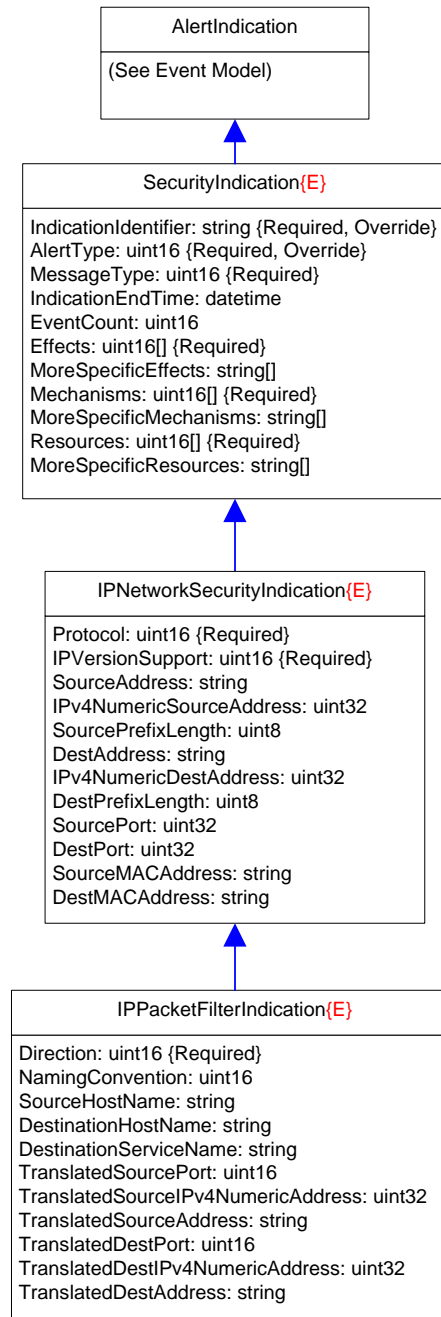 AlertIndication
(See Event Model)
SecurityIndication{E}
IndicationIdentifier: string {Required, Override}
AlertType: uint16 {Required, Override}
MessageType: uint16 {Required}
IndicationEndTime: datetime
EventCount: uint16
Effects: uint16[] {Required}
MoreSpecificEffects: string[]
Mechanisms: uint16[] {Required}
MoreSpecificMechanisms: string[]
Resources: uint16[] {Required}
MoreSpecificResources: string[]
IPNetworkSecurityIndication{E}
Protocol: uint16 {Required}
IPVersionSupport: uint16 {Required}
SourceAddress: string
IPv4NumericSourceAddress: uint32
SourcePrefixLength: uint8
DestAddress: string
IPv4NumericDestAddress: uint32
DestPrefixLength: uint8
SourcePort: uint32
DestPort: uint32
SourceMACAddress: string
DestMACAddress: string
IPPacketFilterIndication{E}
Direction: uint16 {Required}
NamingConvention: uint16
SourceHostName: string
DestinationHostName: string
DestinationServiceName: string
TranslatedSourcePort: uint16
TranslatedSourceIPv4NumericAddress: uint32
TranslatedSourceAddress: string
TranslatedDestPort: uint16
TranslatedDestIPv4NumericAddress: uint32
TranslatedDestAddress: string